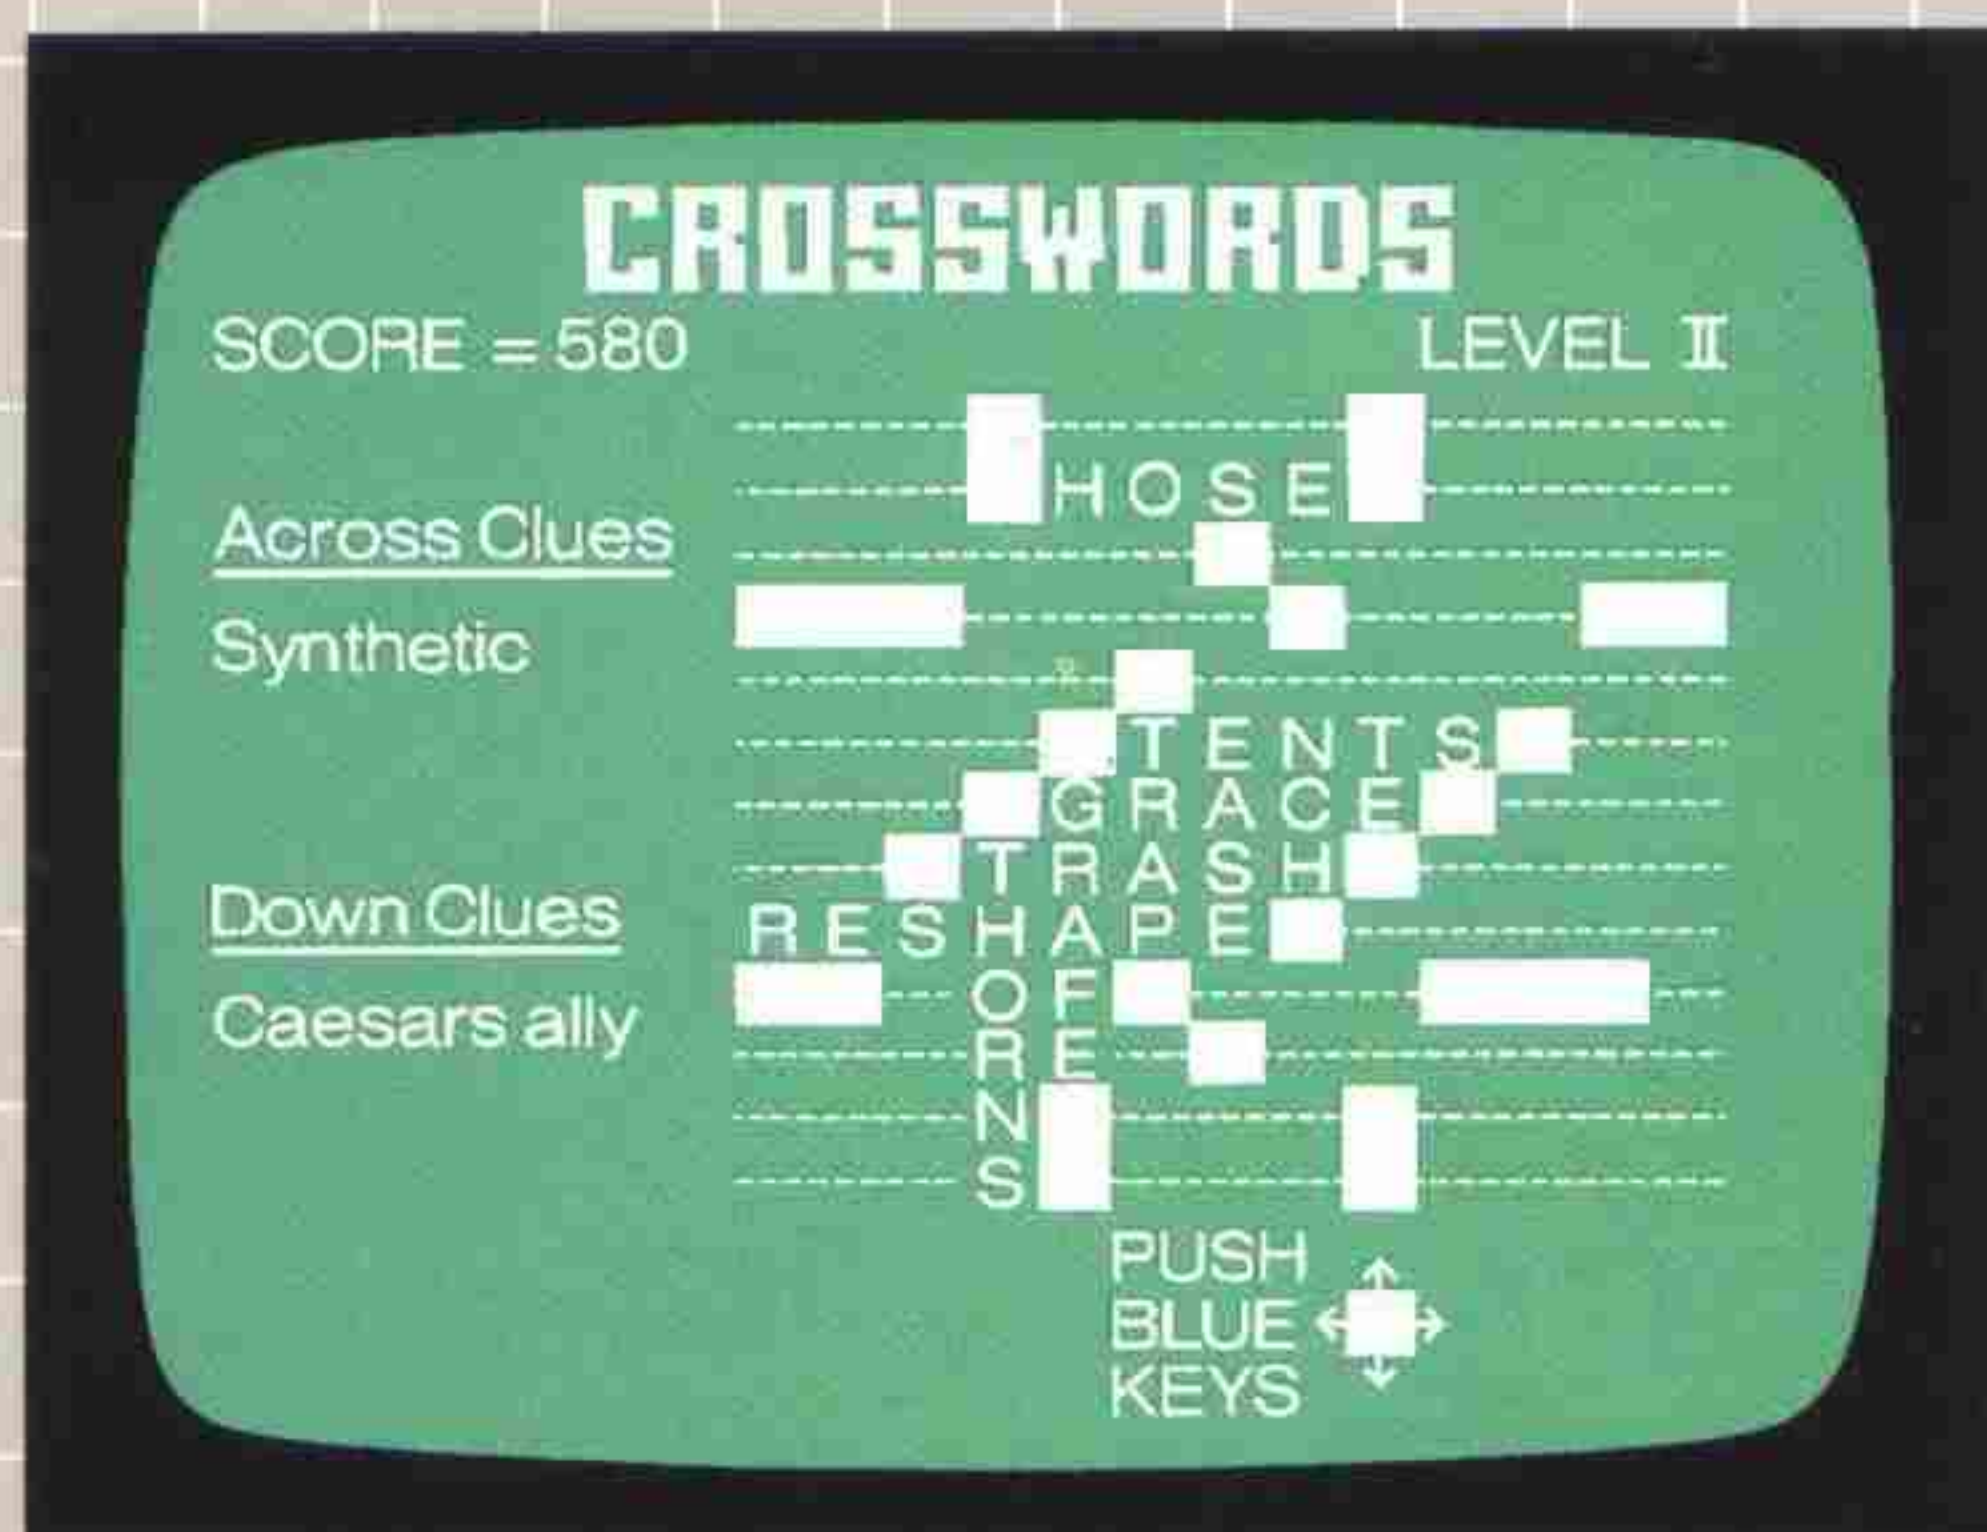 CROSSWORDS
SCORE = 580
LEVEL II
HOSE
Across Clues
Synthetic
TENTS
GRACE
TRASH
Down Clues
RESHAPE
Caesars ally
OF
RE
N
S
PUSH
BLUE
KEYS